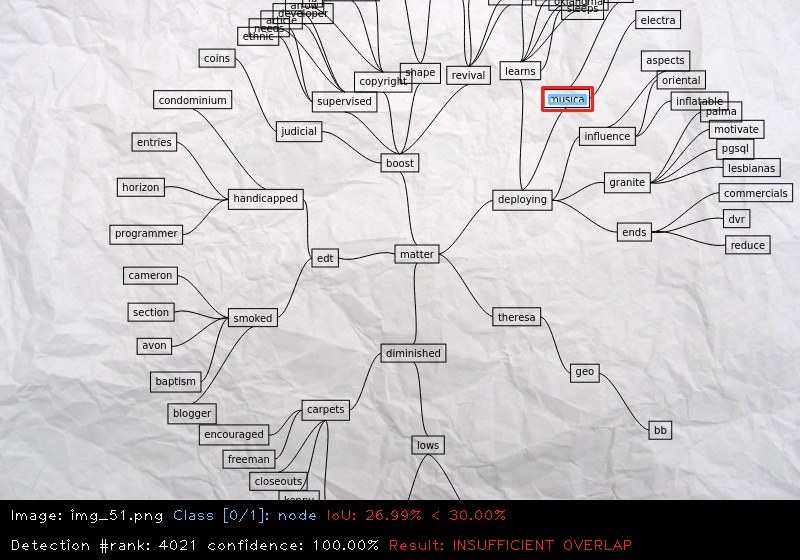 arrow
developer
article
needs
ethnic
oklahoma
sleeps
electra
coins
aspects
copyright
shape
revival
learns
oriental
condominium
supervised
musica
inflatable
palma
judicial
influence
motivate
entries
pgsql
boost
lesbianas
granite
horizon
handicapped
deploying
commercials
dvr
programmer
ends
reduce
edt
matter
cameron
section
smoked
theresa
avon
diminished
baptism
geo
blogger
carpets
encouraged
bb
lows
freeman
closeouts
kenny
Image: img_51.png Class [0/1]: node IoU: 26.99% < 30.00%
Detection #rank: 4021 confidence: 100.00% Result: INSUFFICIENT OVERLAP